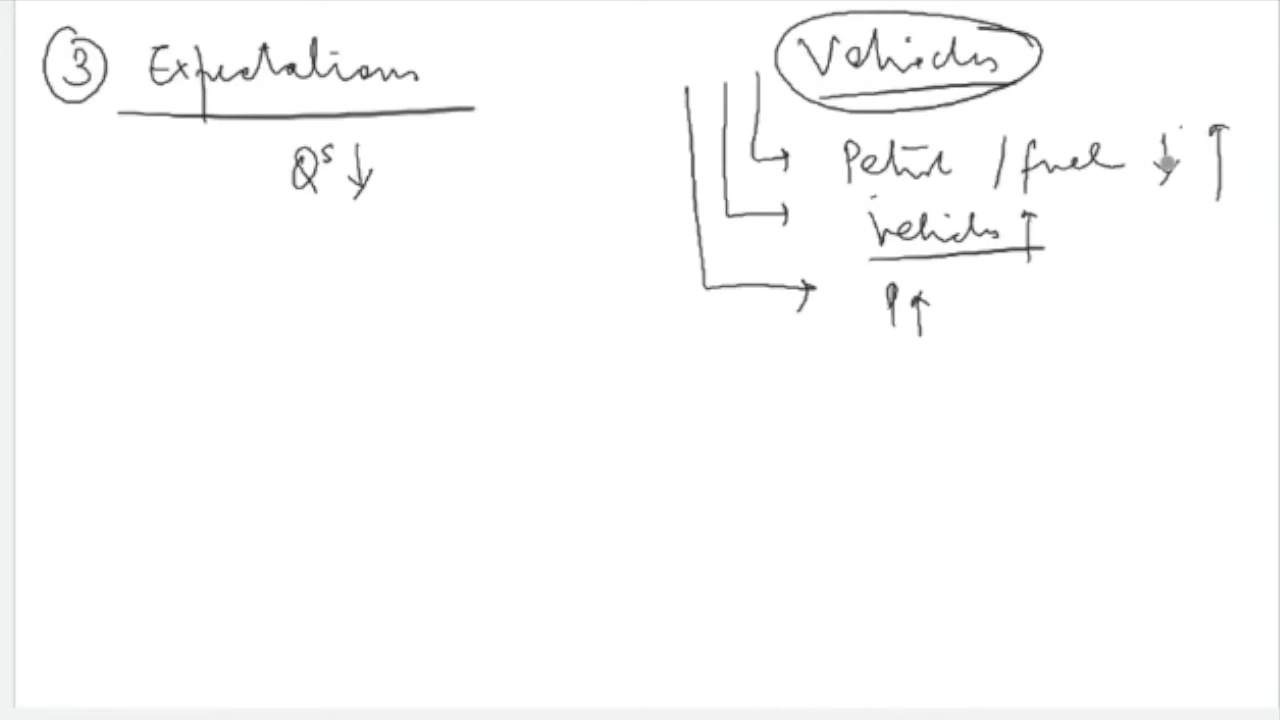 ③ Expectations
Qˢ ↓
Vehicles
Petrol / fuel ↓ ↑
Vehicles ↑
P ↑